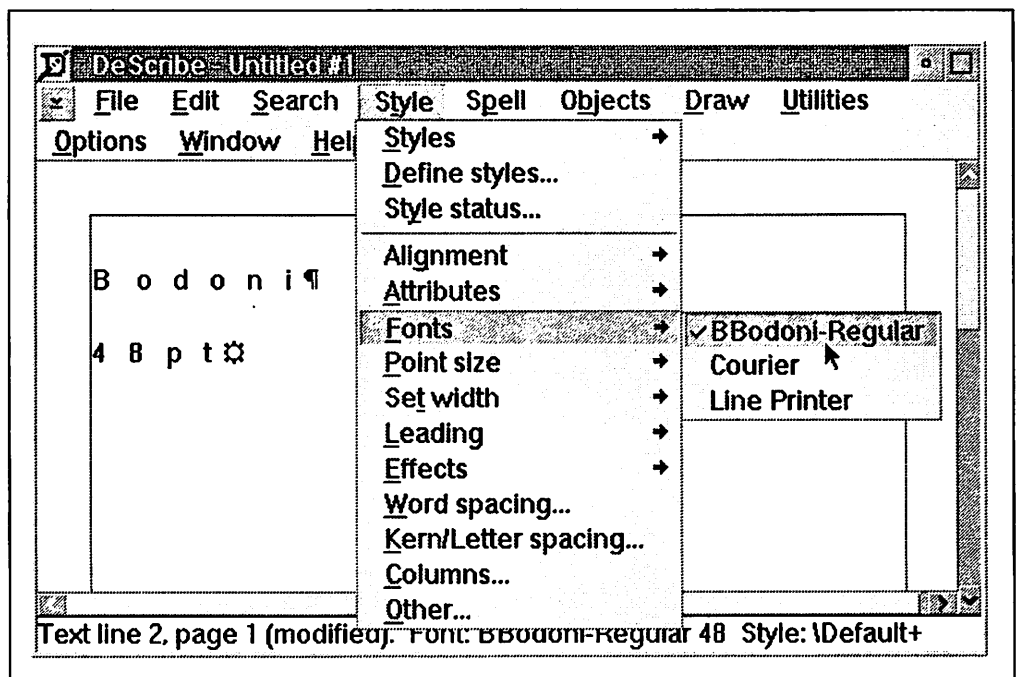 DeScribe - Untitled #1
File Edit Search Style Spell Objects Draw Utilities
Options Window Hel
Styles
Define styles...
Style status...
Alignment
Attributes
Fonts
Point size
Set width
Leading
Effects
Word spacing...
Kern/Letter spacing...
Columns...
Other...
BBodoni-Regular
Courier
Line Printer
Bodoni¶
48pt¤
Text line 2, page 1 (modified). Font: BBodoni-Regular 48 Style: \Default+